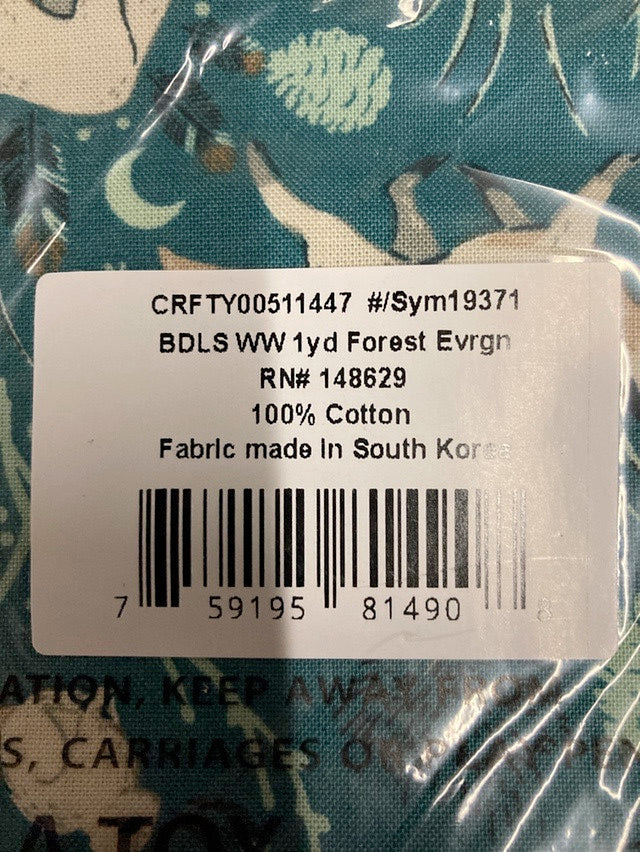 CRFTY00511447 #/Sym19371
BDLS WW 1yd Forest Evrgn
RN# 148629
100% Cotton
Fabric made in South Korea
7 59195 81490 8
ATION, KEEP AWAY FROM
S, CARRIAGES OR
A TOY